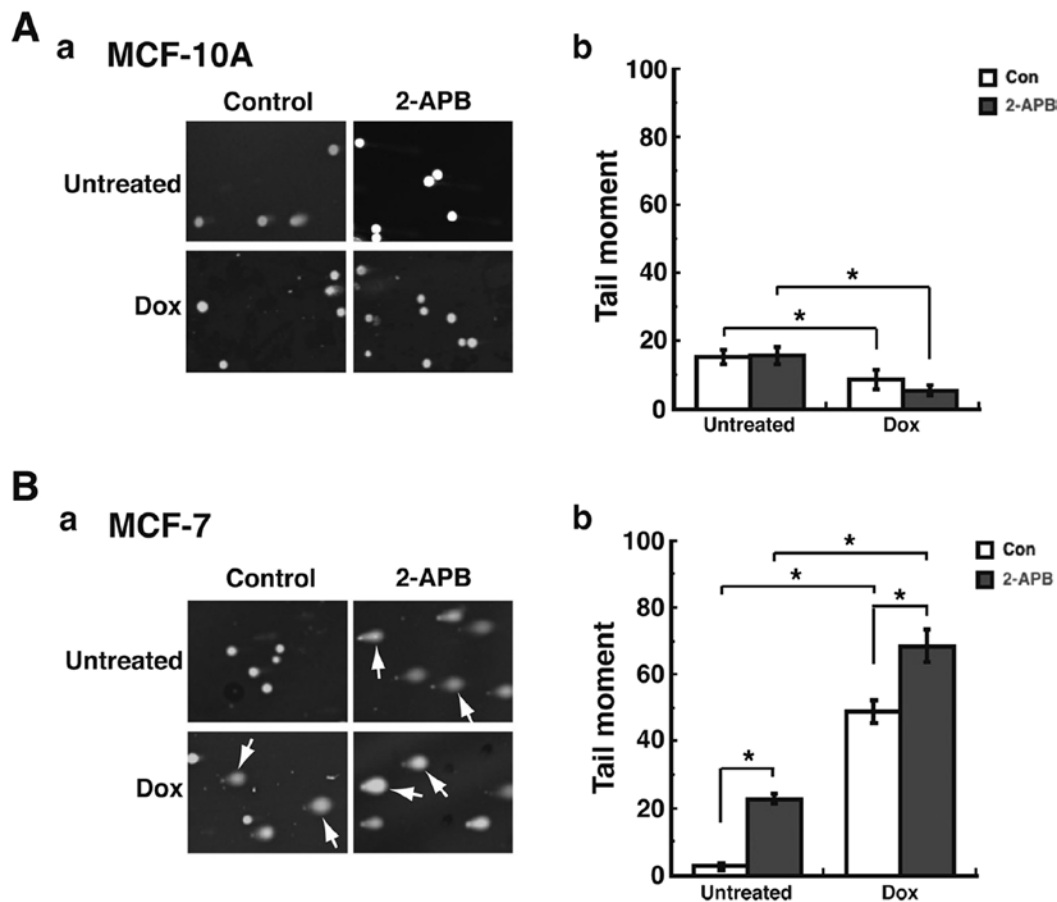 A
a MCF-10A
Control 2-APB
Untreated
Dox
b
100
80
60
40
20
0
Tail moment
Con
2-APB
*
*
Untreated Dox
B
a MCF-7
Control 2-APB
Untreated
Dox
b
100
80
60
40
20
0
Tail moment
Con
2-APB
*
*
*
*
Untreated Dox